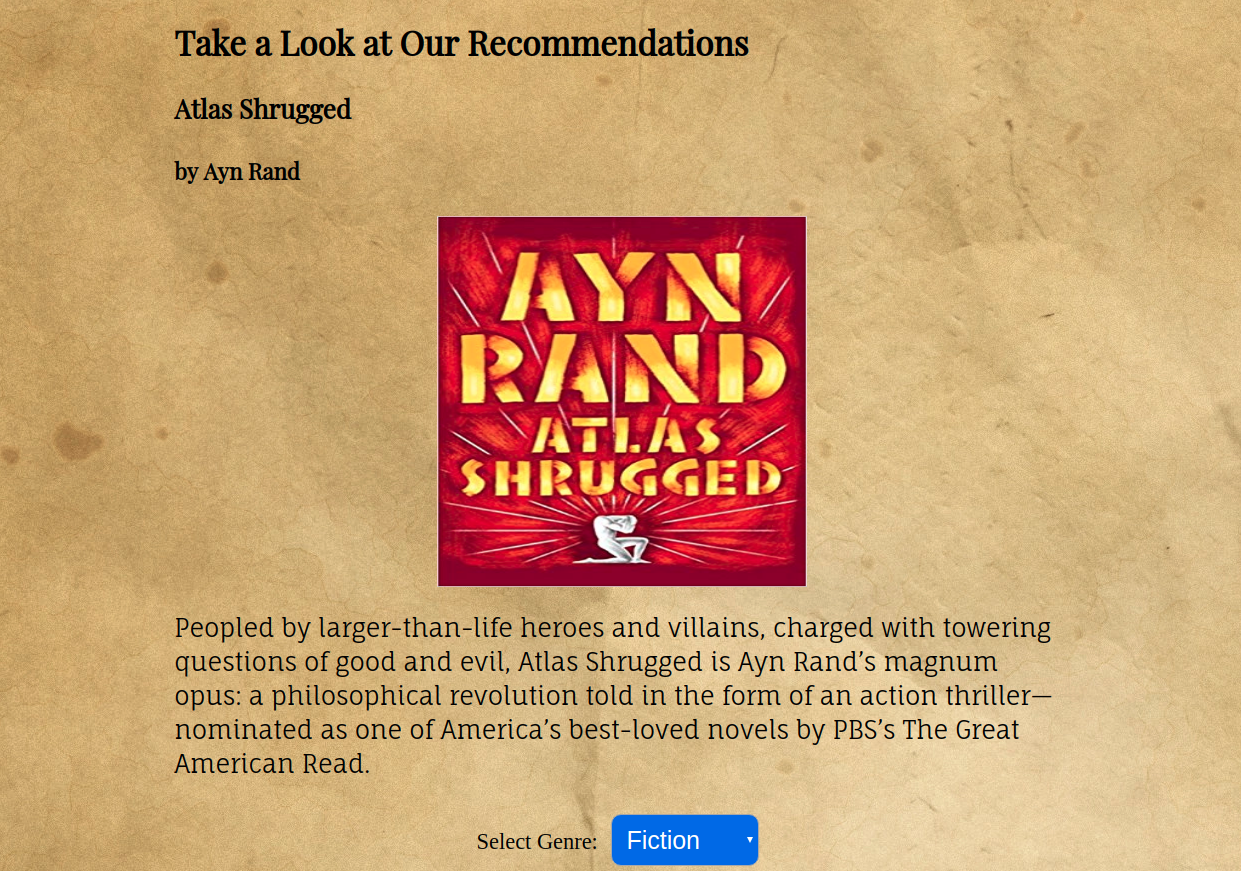 Take a Look at Our Recommendations
Atlas Shrugged
by Ayn Rand
AYN
RAND
ATLAS
SHRUGGED
Peopled by larger-than-life heroes and villains, charged with towering
questions of good and evil, Atlas Shrugged is Ayn Rand’s magnum
opus: a philosophical revolution told in the form of an action thriller—
nominated as one of America’s best-loved novels by PBS’s The Great
American Read.
Select Genre: Fiction